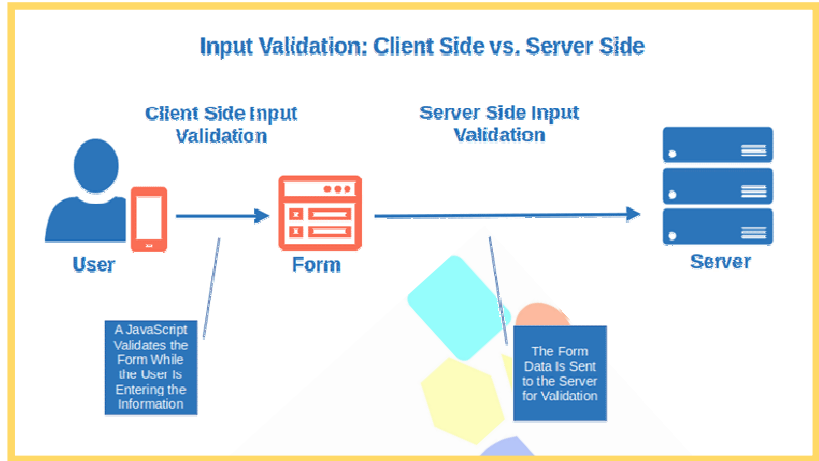 Input Validation: Client Side vs. Server Side
Client Side Input
Validation
Server Side Input
Validation
User
Form
Server
A JavaScript
Validates the
Form While
the User Is
Entering the
Information
The Form
Data Is Sent
to the Server
for Validation